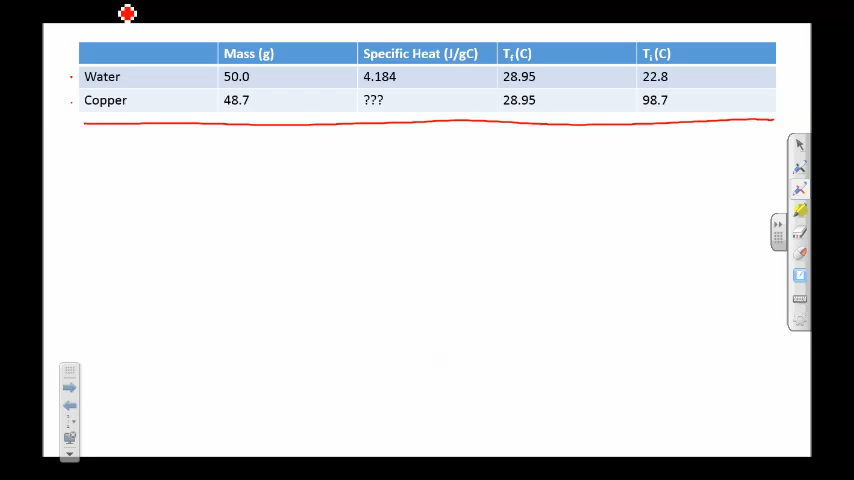 Mass (g) Specific Heat (J/gC) Tf (C) Ti (C)
Water 50.0 4.184 28.95 22.8
Copper 48.7 ??? 28.95 98.7